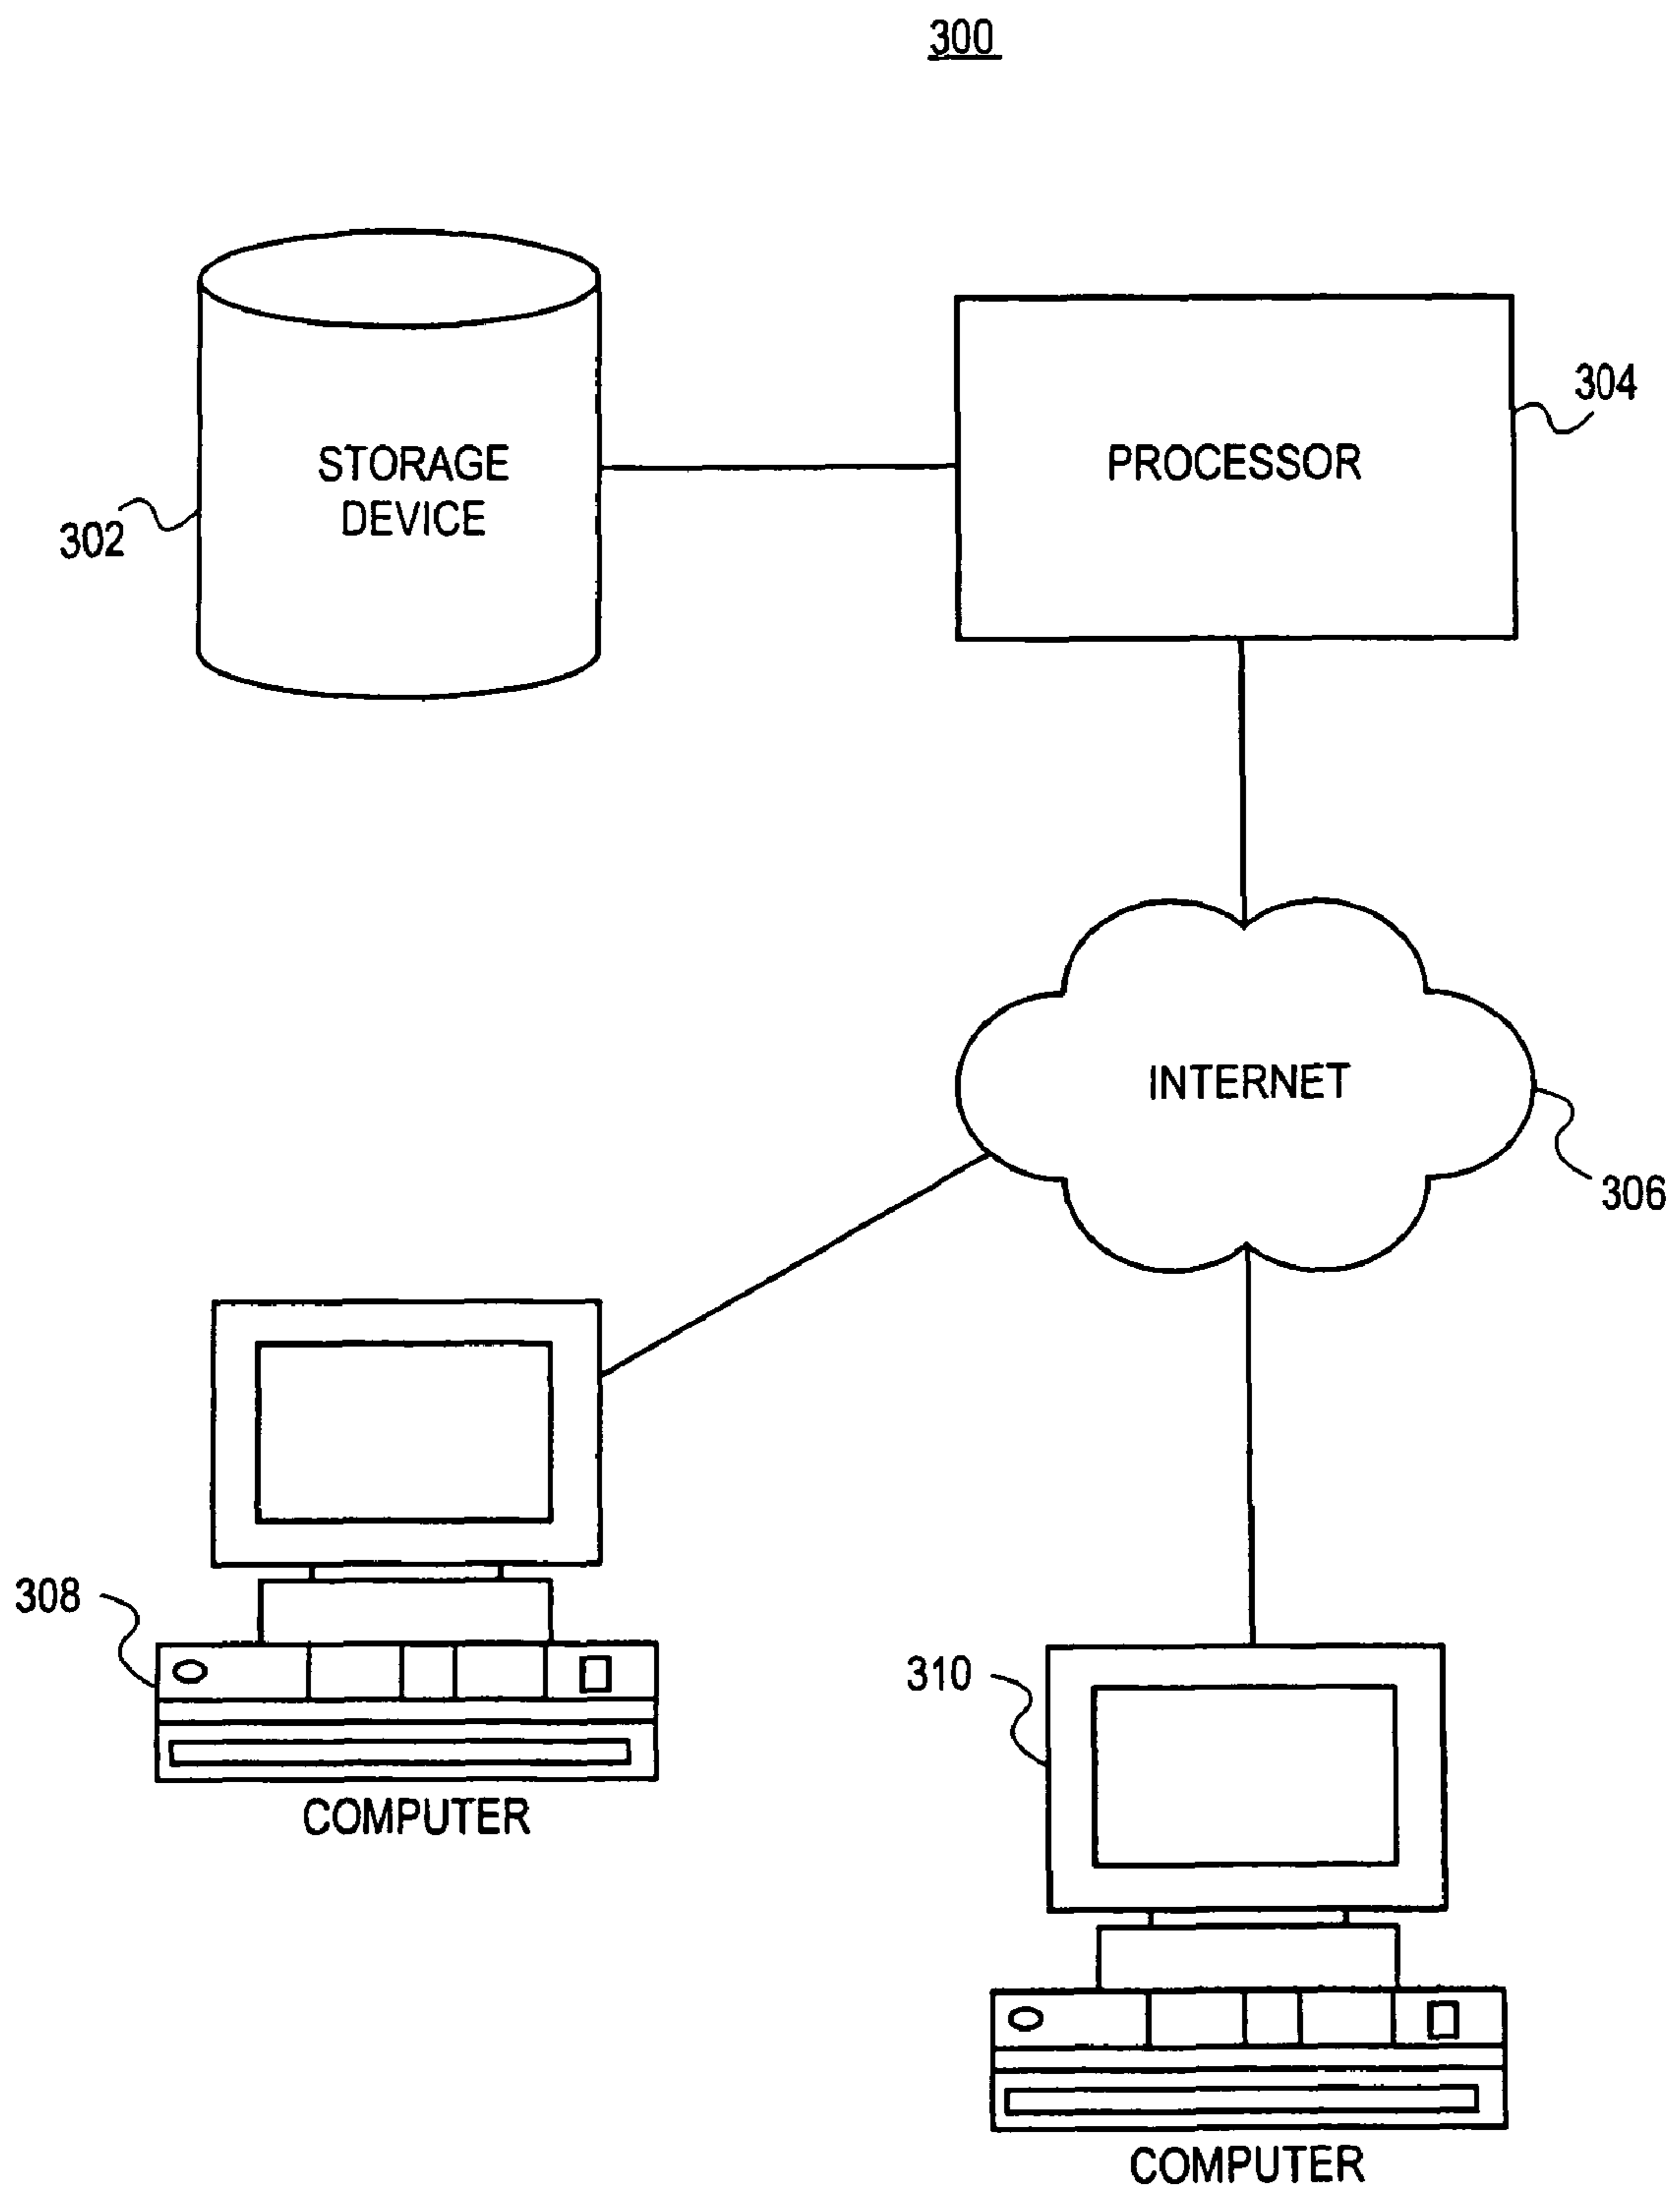 300
304
STORAGE
DEVICE
PROCESSOR
302
INTERNET
306
308
310
COMPUTER
COMPUTER